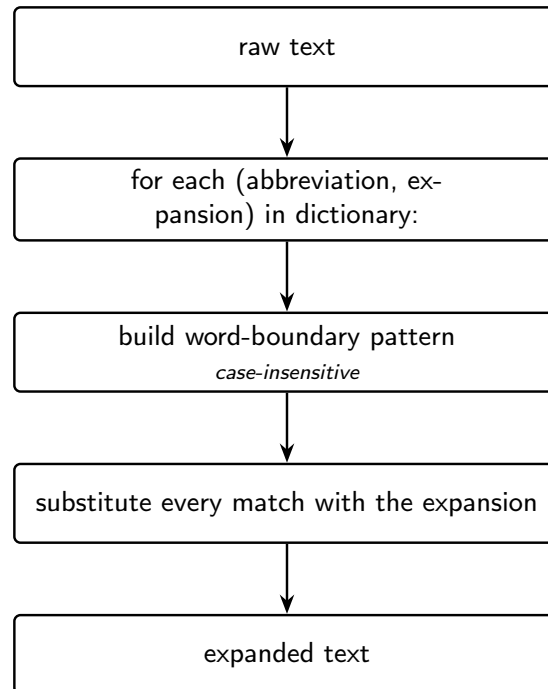 raw text
for each (abbreviation, ex-
pansion) in dictionary:
build word-boundary pattern
case-insensitive
substitute every match with the expansion
expanded text